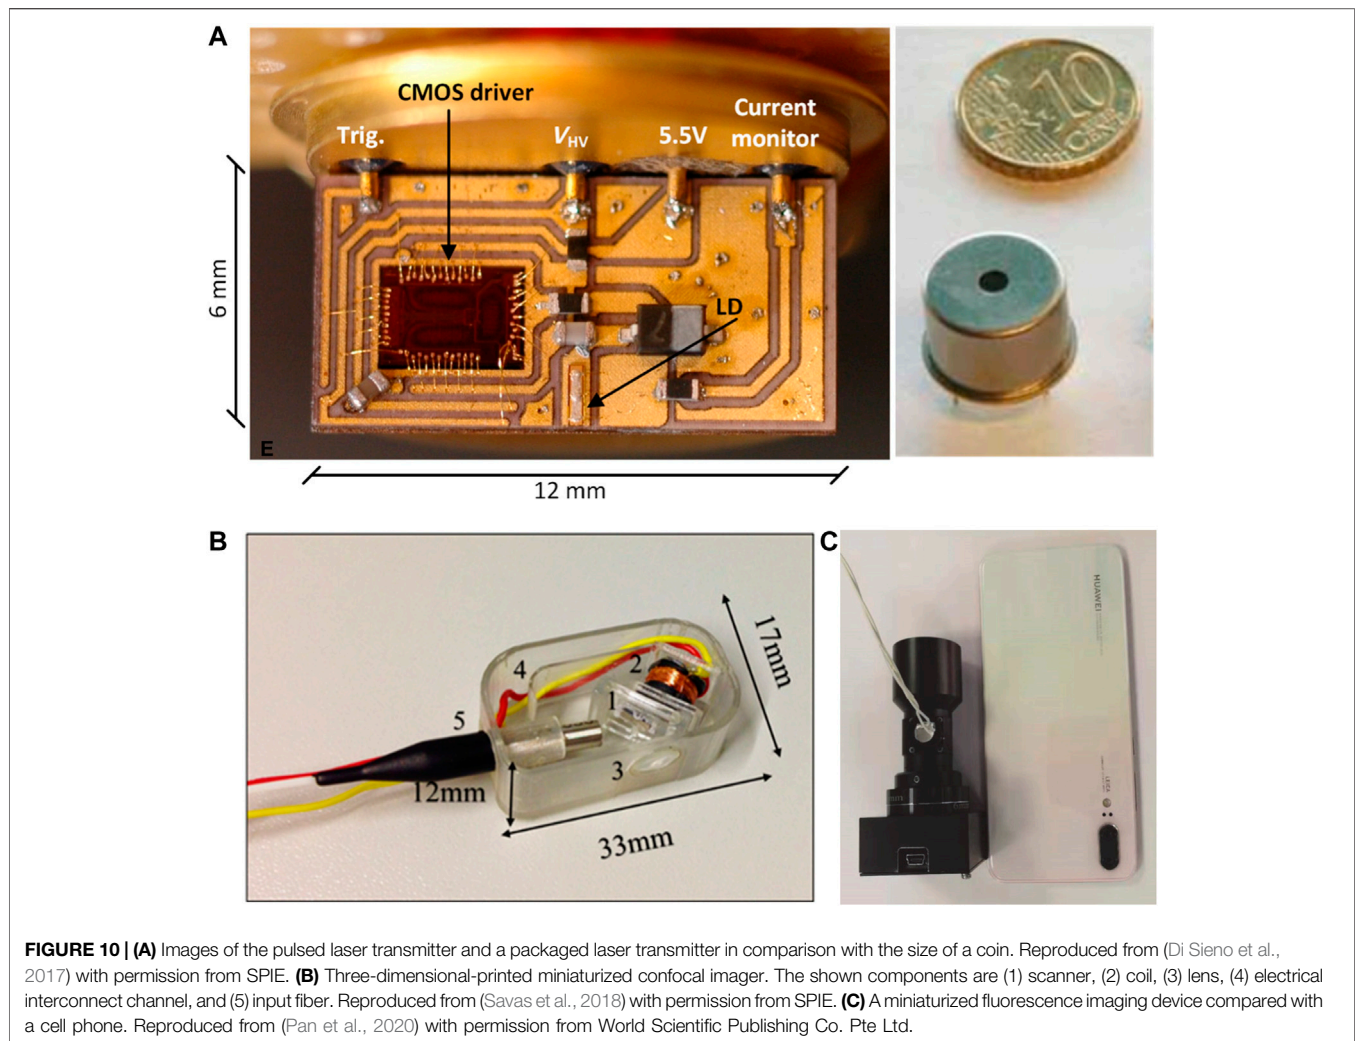 A
CMOS driver
Trig.
VHV
5.5V
Current
monitor
6 mm
LD
E
12 mm
10
CENT
B
17mm
4
2
1
5
3
12mm
33mm
C
HUAWEI
LEICA
FIGURE 10 | (A) Images of the pulsed laser transmitter and a packaged laser transmitter in comparison with the size of a coin. Reproduced from (Di Sieno et al.,
2017) with permission from SPIE. (B) Three-dimensional-printed miniaturized confocal imager. The shown components are (1) scanner, (2) coil, (3) lens, (4) electrical
interconnect channel, and (5) input fiber. Reproduced from (Savas et al., 2018) with permission from SPIE. (C) A miniaturized fluorescence imaging device compared with
a cell phone. Reproduced from (Pan et al., 2020) with permission from World Scientific Publishing Co. Pte Ltd.